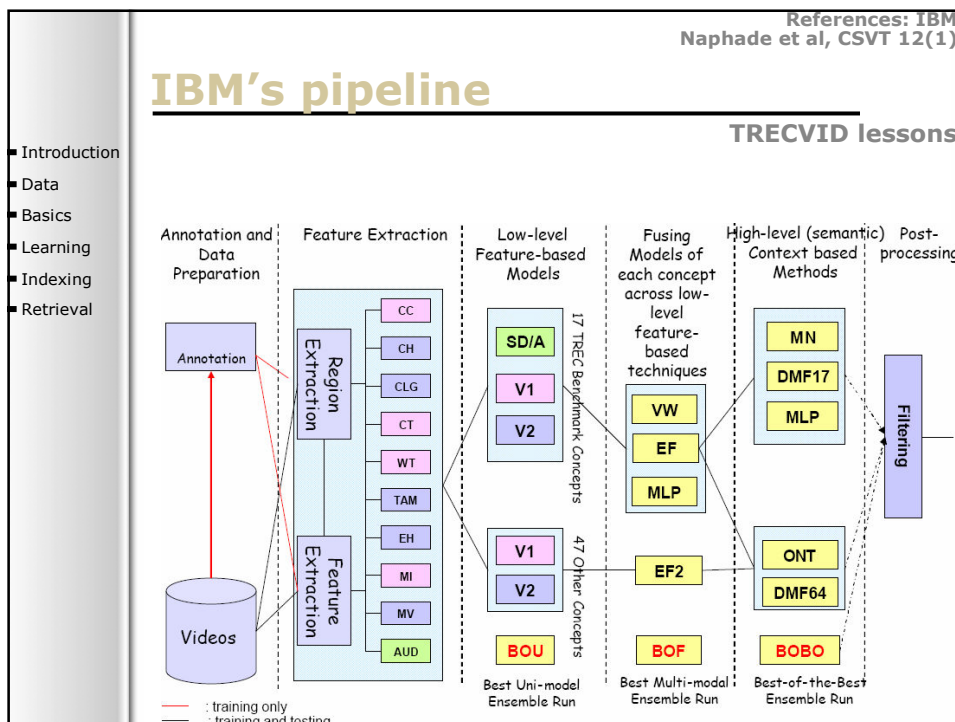 References: IBM
Naphade et al, CSVT 12(1)
IBM's pipeline
TRECVID lessons
Introduction
Data
Basics
Learning
Indexing
Retrieval
Annotation and
Data
Preparation
Feature Extraction
Low-level
Feature-based
Models
Fusing
Models of
each concept
across low-
level
feature-
based
techniques
High-level (semantic)
Context based
Methods
Post-
processing
Annotation
Videos
Region
Extraction
Feature
Extraction
CC
CH
CLG
CT
WT
TAM
EH
MI
MV
AUD
SD/A
V1
V2
17 TREC Benchmark Concepts
V1
V2
47 Other Concepts
BOU
Best Uni-model
Ensemble Run
VW
EF
MLP
EF2
BOF
Best Multi-modal
Ensemble Run
MN
DMF17
MLP
ONT
DMF64
BOBO
Best-of-the-Best
Ensemble Run
Filtering
: training only
: training and testing